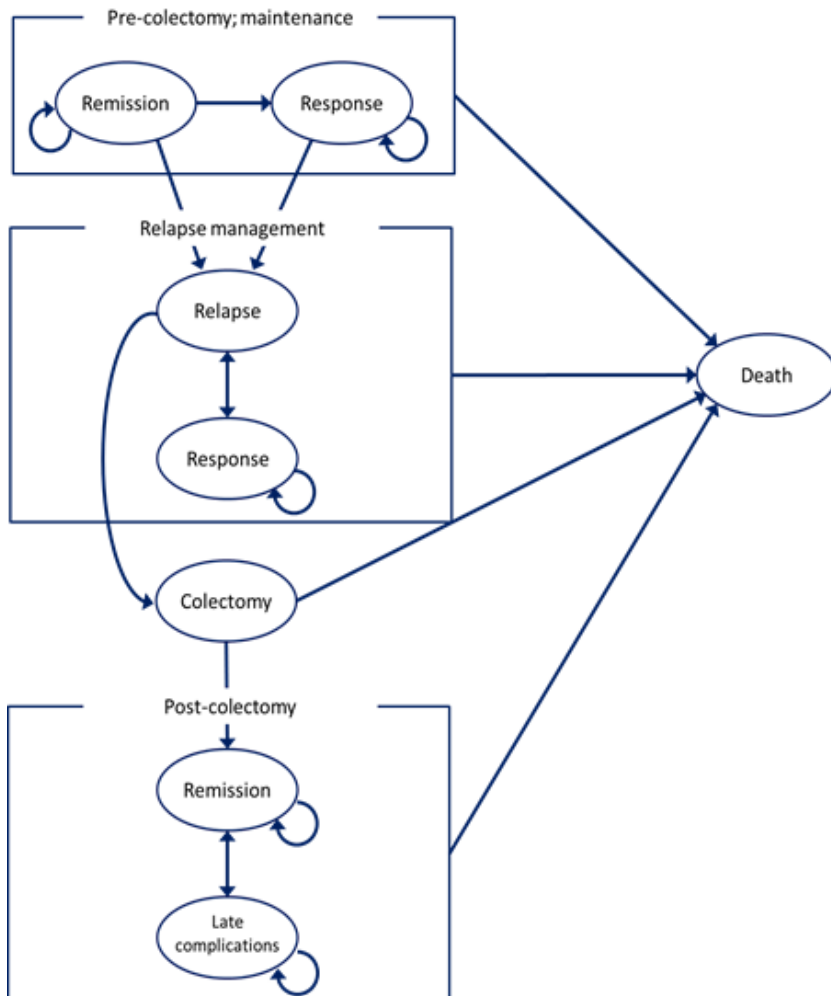 Pre-colectomy; maintenance
Remission
Response
Relapse management
Relapse
Death
Response
Colectomy
Post-colectomy
Remission
Late
complications